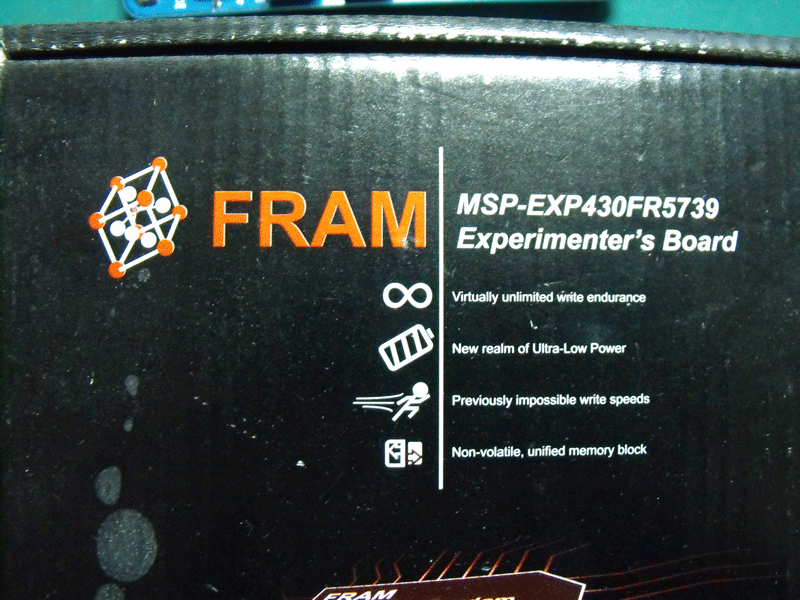 FRAM
MSP-EXP430FR5739
Experimenter's Board
Virtually unlimited write endurance
New realm of Ultra-Low Power
Previously impossible write speeds
Non-volatile, unified memory block
FRAM